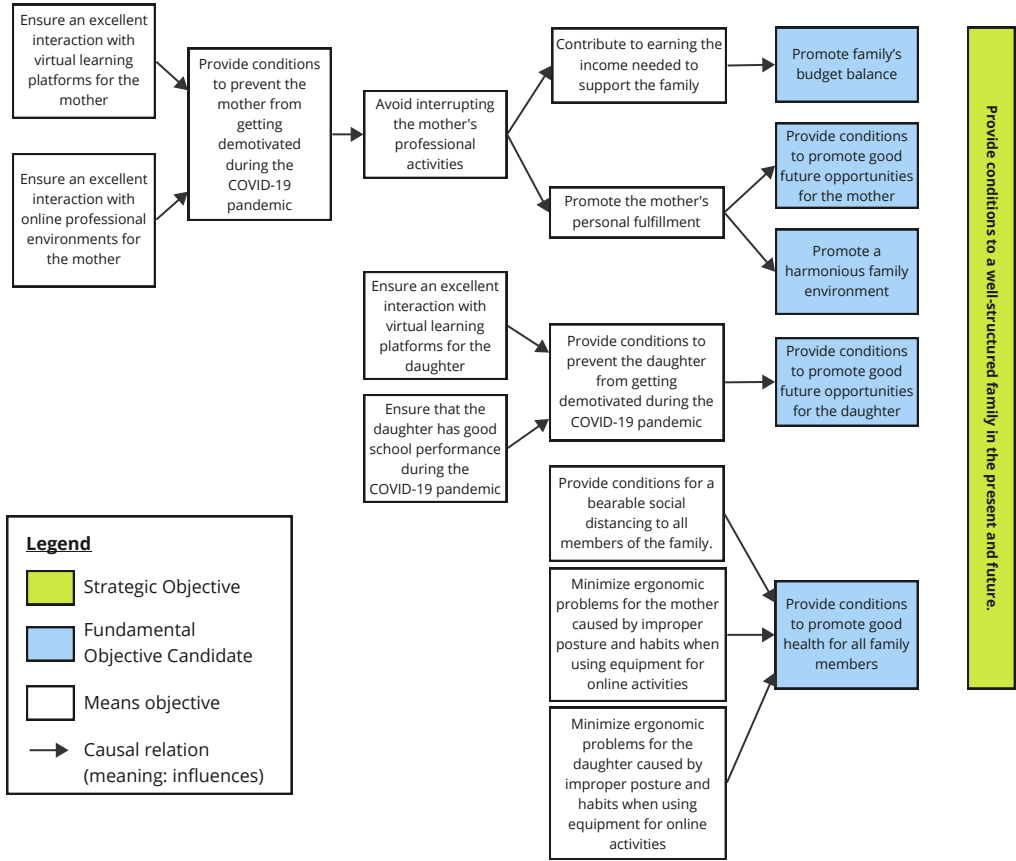 Ensure an excellent
interaction with
virtual learning
platforms for the
mother
Ensure an excellent
interaction with
online professional
environments for
the mother
Provide conditions
to prevent the
mother from
getting
demotivated
during the
COVID-19
pandemic
Avoid interrupting
the mother's
professional
activities
Contribute to earning the
income needed to
support the family
Promote the mother's
personal fulfillment
Promote family’s
budget balance
Provide conditions
to promote good
future opportunities
for the mother
Promote a
harmonious family
environment
Ensure an excellent
interaction with
virtual learning
platforms for the
daughter
Ensure that the
daughter has good
school performance
during the
COVID-19 pandemic
Provide conditions to
prevent the daughter
from getting
demotivated during the
COVID-19 pandemic
Provide conditions
to promote good
future opportunities
for the daughter
Provide conditions for a
bearable social
distancing to all
members of the family.
Minimize ergonomic
problems for the mother
caused by improper
posture and habits when
using equipment for
online activities
Minimize ergonomic
problems for the
daughter caused by
improper posture and
habits when using
equipment for online
activities
Provide conditions
to promote good
health for all family
members
Provide conditions to a well-structured family in the present and future.
Legend
Strategic Objective
Fundamental
Objective Candidate
Means objective
Causal relation
(meaning: influences)